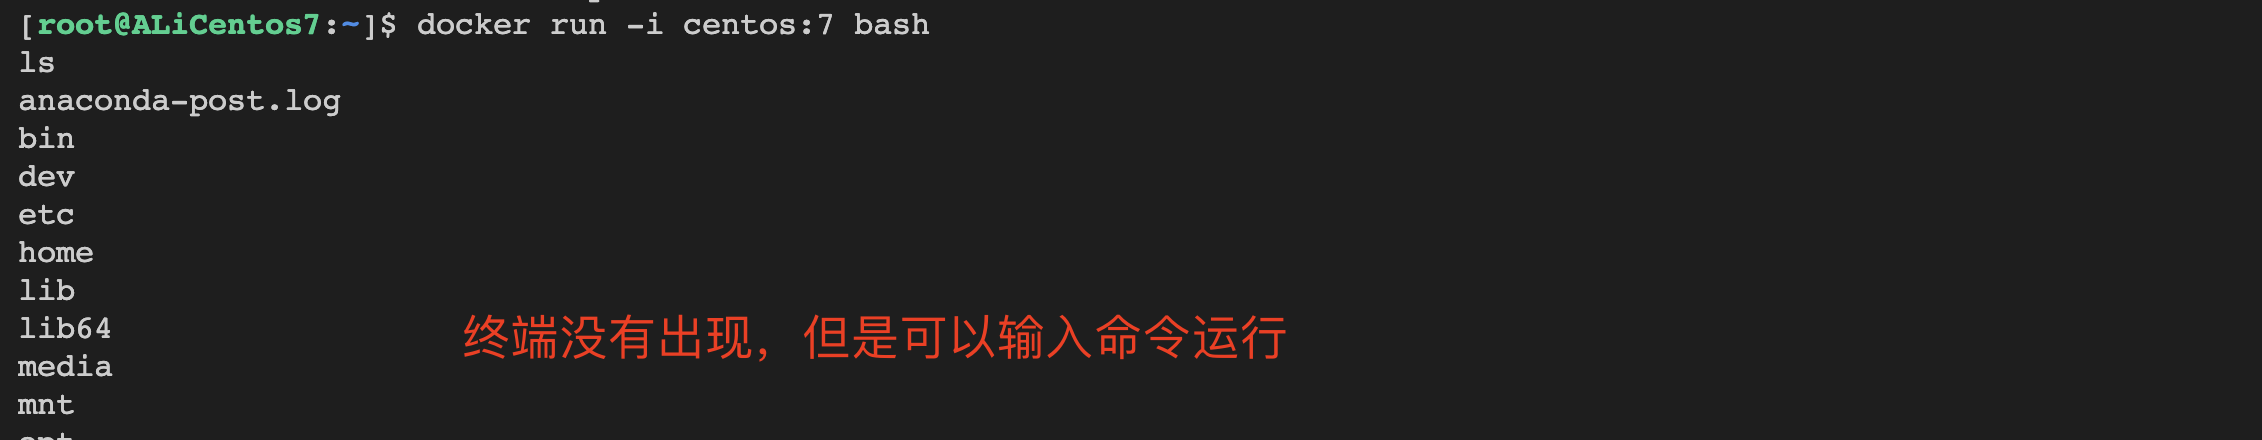 [root@ALiCentos7:~]$ docker run -i centos:7 bash
ls
anaconda-post.log
bin
dev
etc
home
lib
lib64
media
mnt
终端没有出现，但是可以输入命令运行